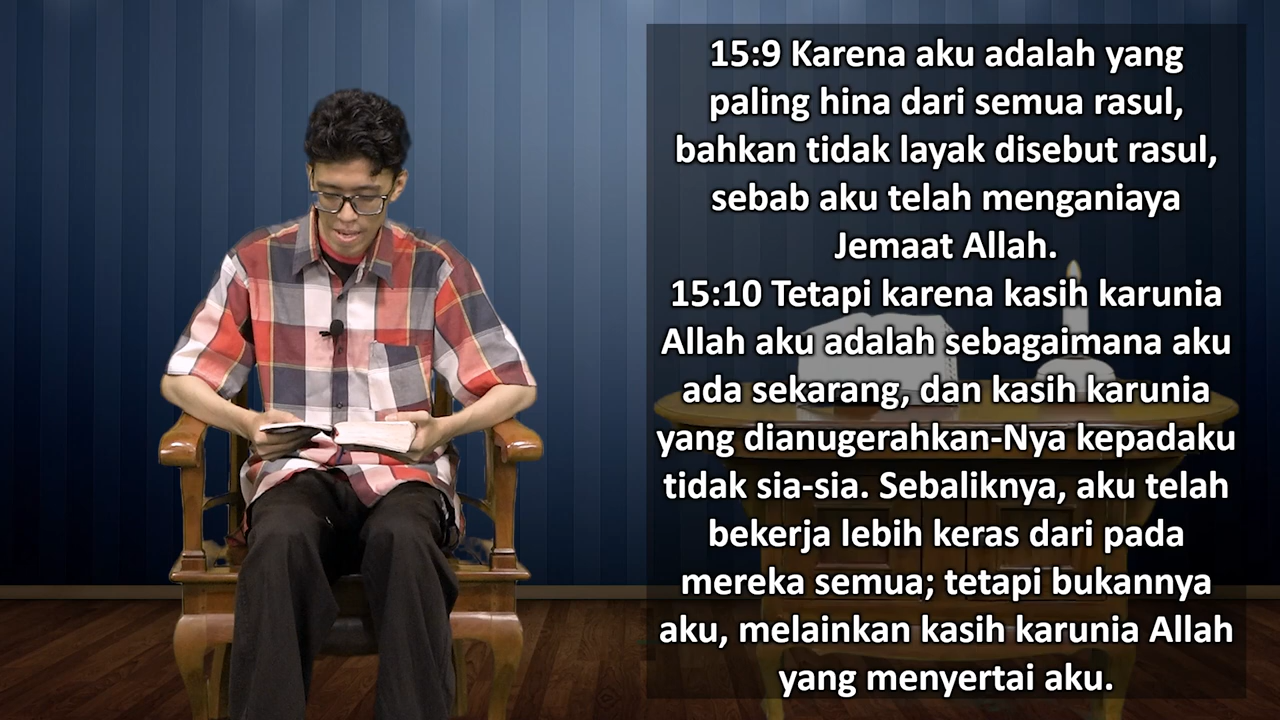 15:9 Karena aku adalah yang
paling hina dari semua rasul,
bahkan tidak layak disebut rasul,
sebab aku telah menganiaya
Jemaat Allah.
15:10 Tetapi karena kasih karunia
Allah aku adalah sebagaimana aku
ada sekarang, dan kasih karunia
yang dianugerahkan-Nya kepadaku
tidak sia-sia. Sebaliknya, aku telah
bekerja lebih keras dari pada
mereka semua; tetapi bukannya
aku, melainkan kasih karunia Allah
yang menyertai aku.